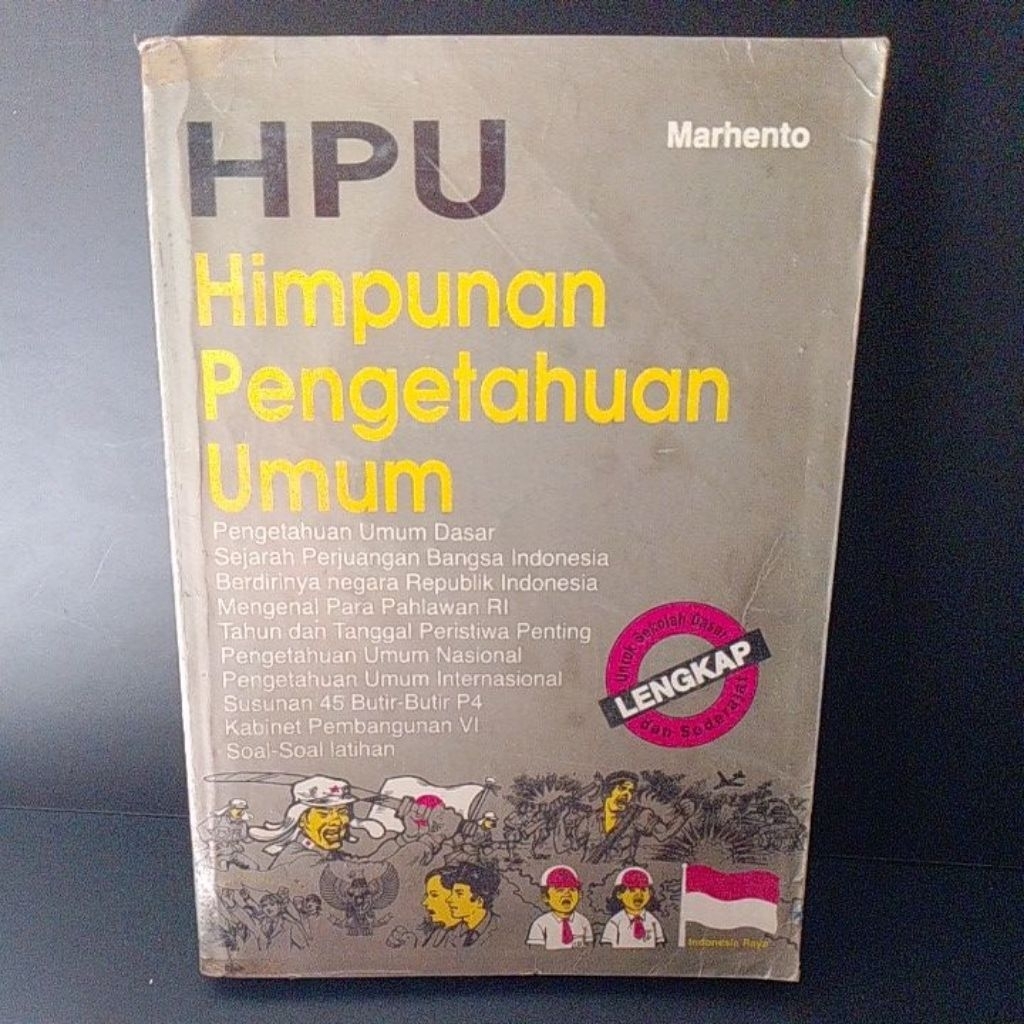 HPU
Marhento
Himpunan
Pengetahuan
Umum
Pengetahuan Umum Dasar
Sejarah Perjuangan Bangsa Indonesia
Berdirinya negara Republik Indonesia
Mengenal Para Pahlawan RI
Tahun dan Tanggal Peristiwa Penting
Pengetahuan Umum Nasional
Pengetahuan Umum Internasional
Susunan 45 Butir-Butir P4
Kabinet Pembangunan VI
Soal-Soal latihan
Untuk Sekolah Dasar
LENGKAP
dan Sederajat
Indonesia Raya